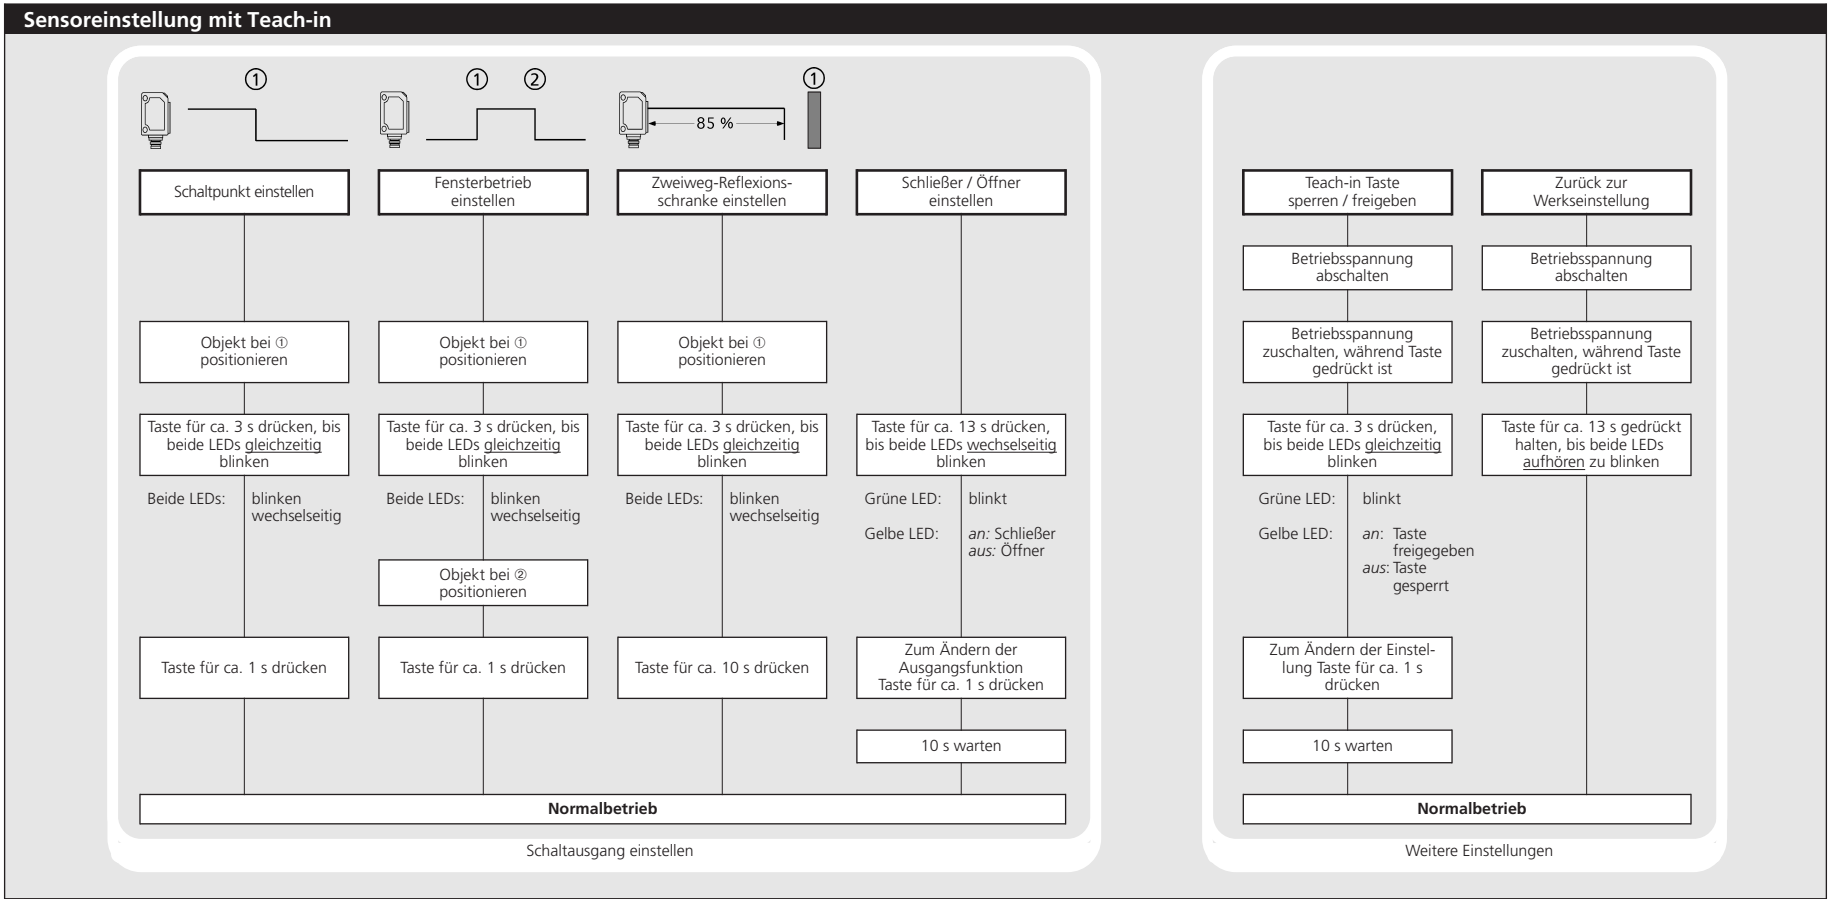 Sensoreinstellung mit Teach-in
①
① ②
①
85 %
Schaltpunkt einstellen
Objekt bei ①
positionieren
Taste für ca. 3 s drücken, bis
beide LEDs gleichzeitig
blinken
Beide LEDs: blinken
wechselseitig
Taste für ca. 1 s drücken
Fensterbetrieb
einstellen
Objekt bei ①
positionieren
Taste für ca. 3 s drücken, bis
beide LEDs gleichzeitig
blinken
Beide LEDs: blinken
wechselseitig
Objekt bei ②
positionieren
Taste für ca. 1 s drücken
Zweiweg-Reflexions-
schranke einstellen
Objekt bei ①
positionieren
Taste für ca. 3 s drücken, bis
beide LEDs gleichzeitig
blinken
Beide LEDs: blinken
wechselseitig
Taste für ca. 10 s drücken
Schließer / Öffner
einstellen
Taste für ca. 13 s drücken,
bis beide LEDs wechselseitig
blinken
Grüne LED: blinkt
Gelbe LED: an: Schließer
aus: Öffner
Zum Ändern der
Ausgangsfunktion
Taste für ca. 1 s drücken
10 s warten
Normalbetrieb
Schaltausgang einstellen
Teach-in Taste
sperren / freigeben
Betriebsspannung
abschalten
Betriebsspannung
zuschalten, während Taste
gedrückt ist
Taste für ca. 3 s drücken,
bis beide LEDs gleichzeitig
blinken
Grüne LED: blinkt
Gelbe LED: an: Taste
freigegeben
aus: Taste
gesperrt
Zum Ändern der Einstel-
lung Taste für ca. 1 s
drücken
10 s warten
Zurück zur
Werkseinstellung
Betriebsspannung
abschalten
Betriebsspannung
zuschalten, während Taste
gedrückt ist
Taste für ca. 13 s gedrückt
halten, bis beide LEDs
aufhören zu blinken
Normalbetrieb
Weitere Einstellungen